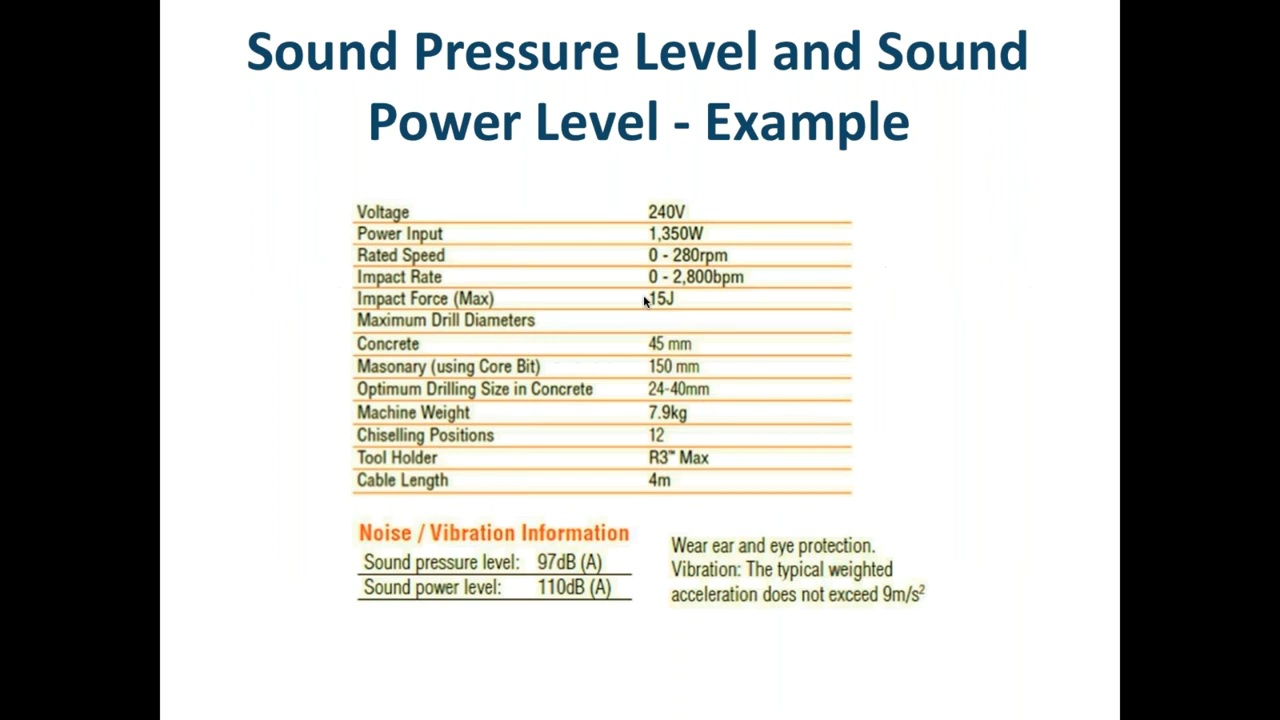 Sound Pressure Level and Sound
Power Level - Example
Voltage 240V
Power Input 1,350W
Rated Speed 0 - 280rpm
Impact Rate 0 - 2,800bpm
Impact Force (Max) 15J
Maximum Drill Diameters
Concrete 45 mm
Masonary (using Core Bit) 150 mm
Optimum Drilling Size in Concrete 24-40mm
Machine Weight 7.9kg
Chiselling Positions 12
Tool Holder R3™ Max
Cable Length 4m
Noise / Vibration Information
Sound pressure level: 97dB (A)
Sound power level: 110dB (A)
Wear ear and eye protection.
Vibration: The typical weighted
acceleration does not exceed 9m/s²